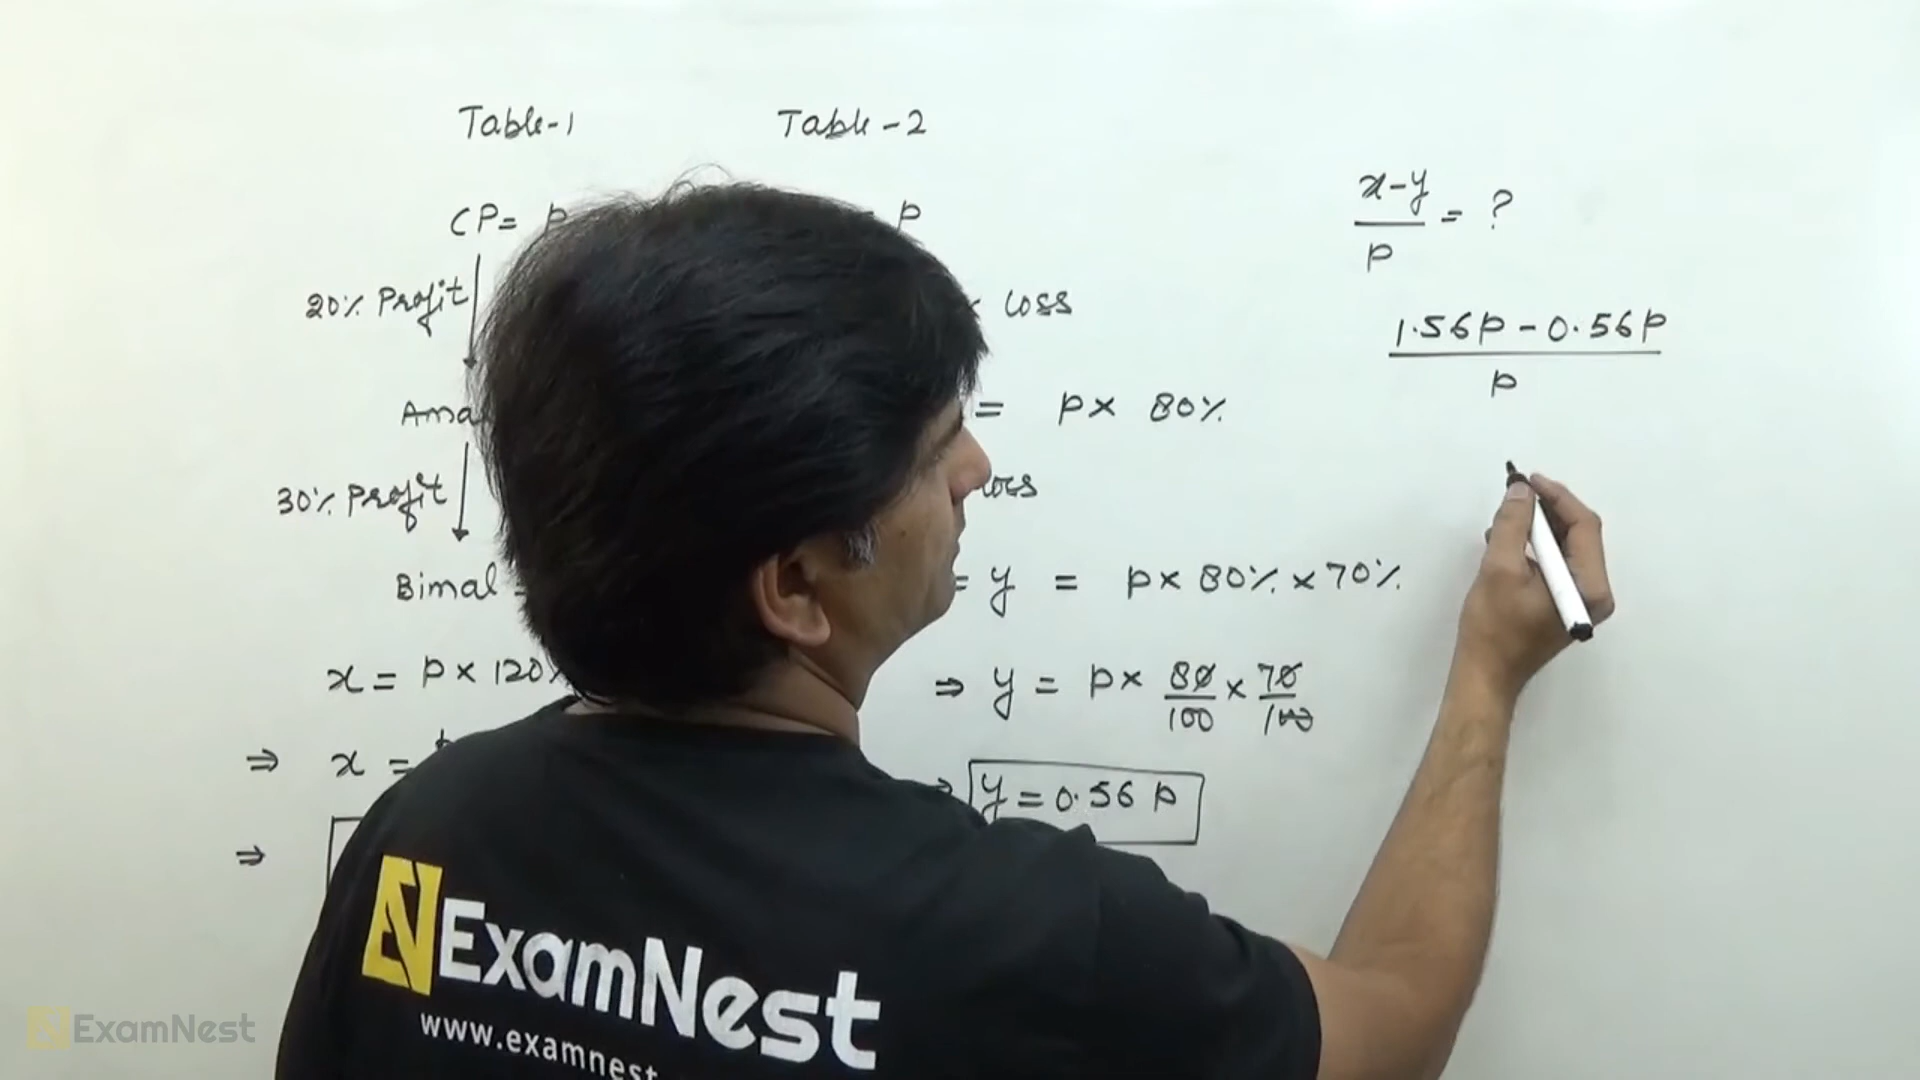 Table-1 Table-2
CP= P
P
x-y/p = ?
20% Profit
Loss
1.56P - 0.56P/P
= P× 80%
30% Profit
Bimal
= y = P× 80% × 70%
x = P× 120%
⇒ y = P× 80/100 × 70/100
⇒ x =
y = 0.56 P
⇒
ExamNest
www.examnest
ExamNest